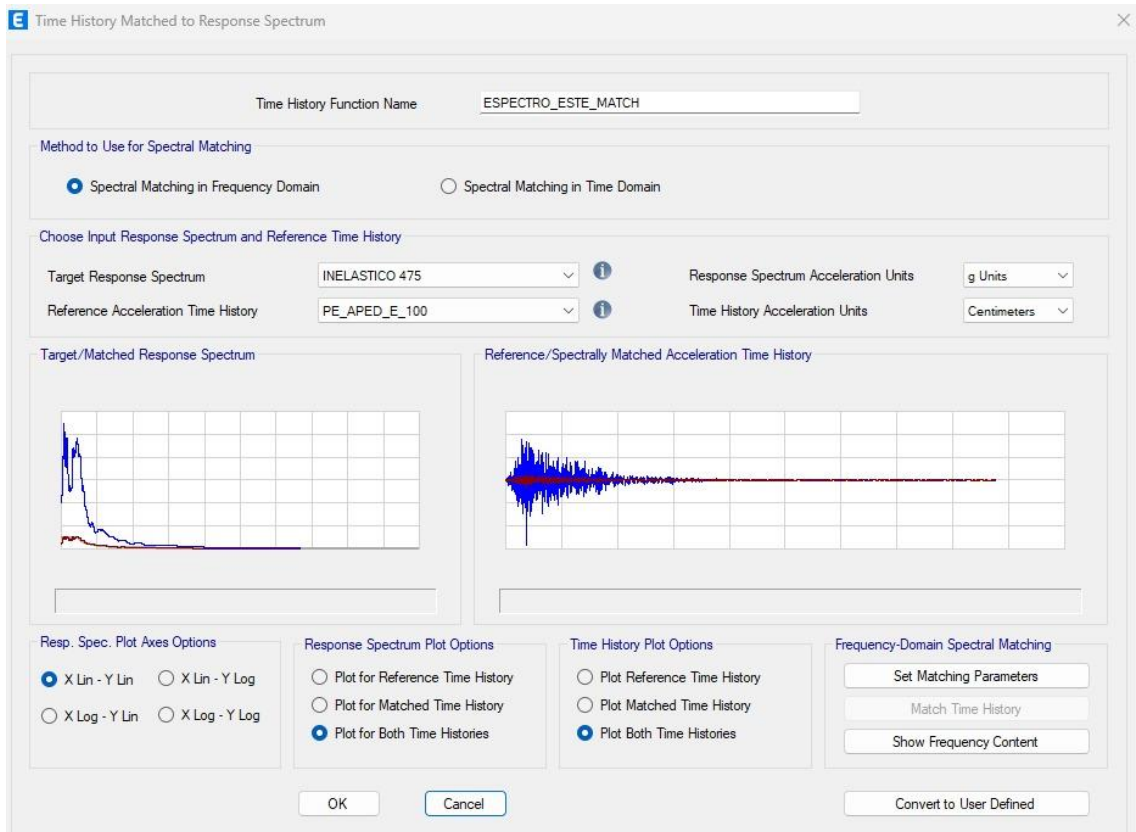 E Time History Matched to Response Spectrum
Time History Function Name ESPECTRO_ESTE_MATCH
Method to Use for Spectral Matching
Spectral Matching in Frequency Domain Spectral Matching in Time Domain
Choose Input Response Spectrum and Reference Time History
Target Response Spectrum INELASTICO 475 i Response Spectrum Acceleration Units g Units
Reference Acceleration Time History PE_APED_E_100 i Time History Acceleration Units Centimeters
Target/Matched Response Spectrum Reference/Spectrally Matched Acceleration Time History
Resp. Spec. Plot Axes Options Response Spectrum Plot Options Time History Plot Options Frequency-Domain Spectral Matching
X Lin - Y Lin X Lin - Y Log Plot for Reference Time History Plot Reference Time History Set Matching Parameters
X Log - Y Lin X Log - Y Log Plot for Matched Time History Plot Matched Time History Match Time History
Plot for Both Time Histories Plot Both Time Histories Show Frequency Content
OK Cancel Convert to User Defined